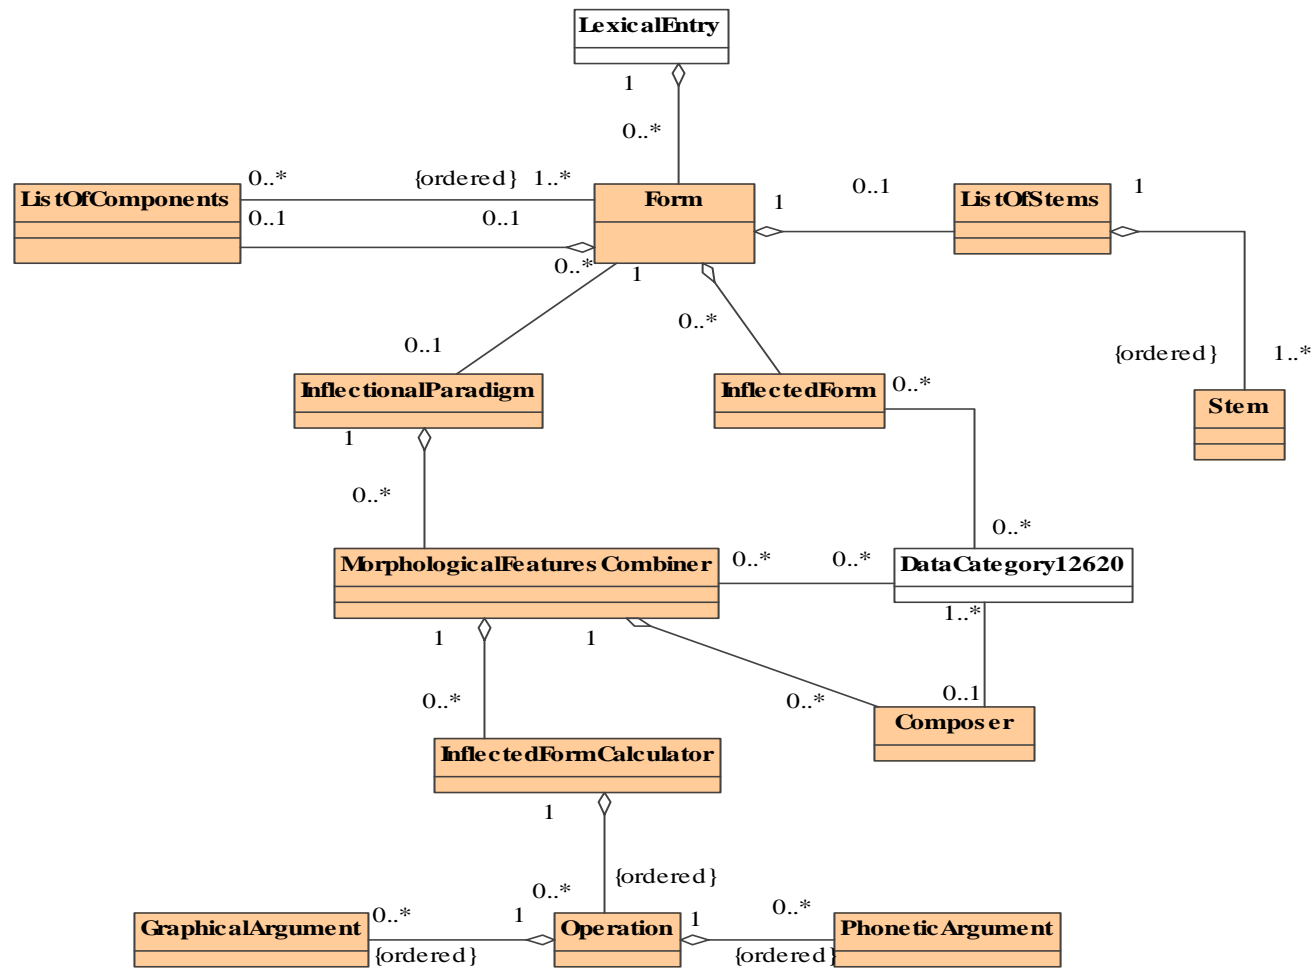 LexicalEntry
1
0..*
0..* {ordered} 1..*
ListOfComponents
Form
0..1
ListOfStems
1
1
0..1 0..1
0..*
1
0..*
0..1
{ordered} 1..*
InflectionalParadigm
InflectedForm
0..*
Stem
1
0..*
0..*
MorphologicalFeatures Combiner
0..* 0..*
DataCategory12620
1..*
1
1
0..*
0..*
0..1
Composer
InflectedFormCalculator
1
{ordered}
0..*
GraphicalArgument
0..*
1
Operation
1
0..*
PhoneticArgument
{ordered}
{ordered}